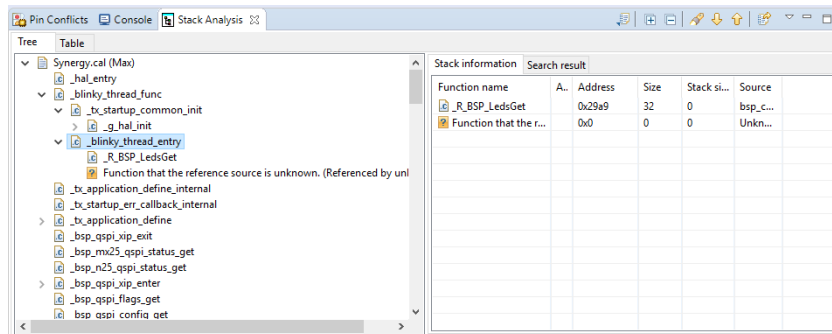 Pin Conflicts Console Stack Analysis
Tree Table
Synergy.cal (Max)
_hal_entry
_blinky_thread_func
_tx_startup_common_init
_g_hal_init
_blinky_thread_entry
_R_BSP_LedsGet
Function that the reference source is unknown. (Referenced by unl
_tx_application_define_internal
_tx_startup_err_callback_internal
_tx_application_define
_bsp_qspi_xip_exit
_bsp_mx25_qspi_status_get
_bsp_n25_qspi_status_get
_bsp_qspi_xip_enter
_bsp_qspi_flags_get
_bsp_qspi_config_get
Stack information Search result
Function name A.. Address Size Stack si... Source
_R_BSP_LedsGet 0x29a9 32 0 bsp_c...
Function that the r... 0x0 0 0 Unkn...